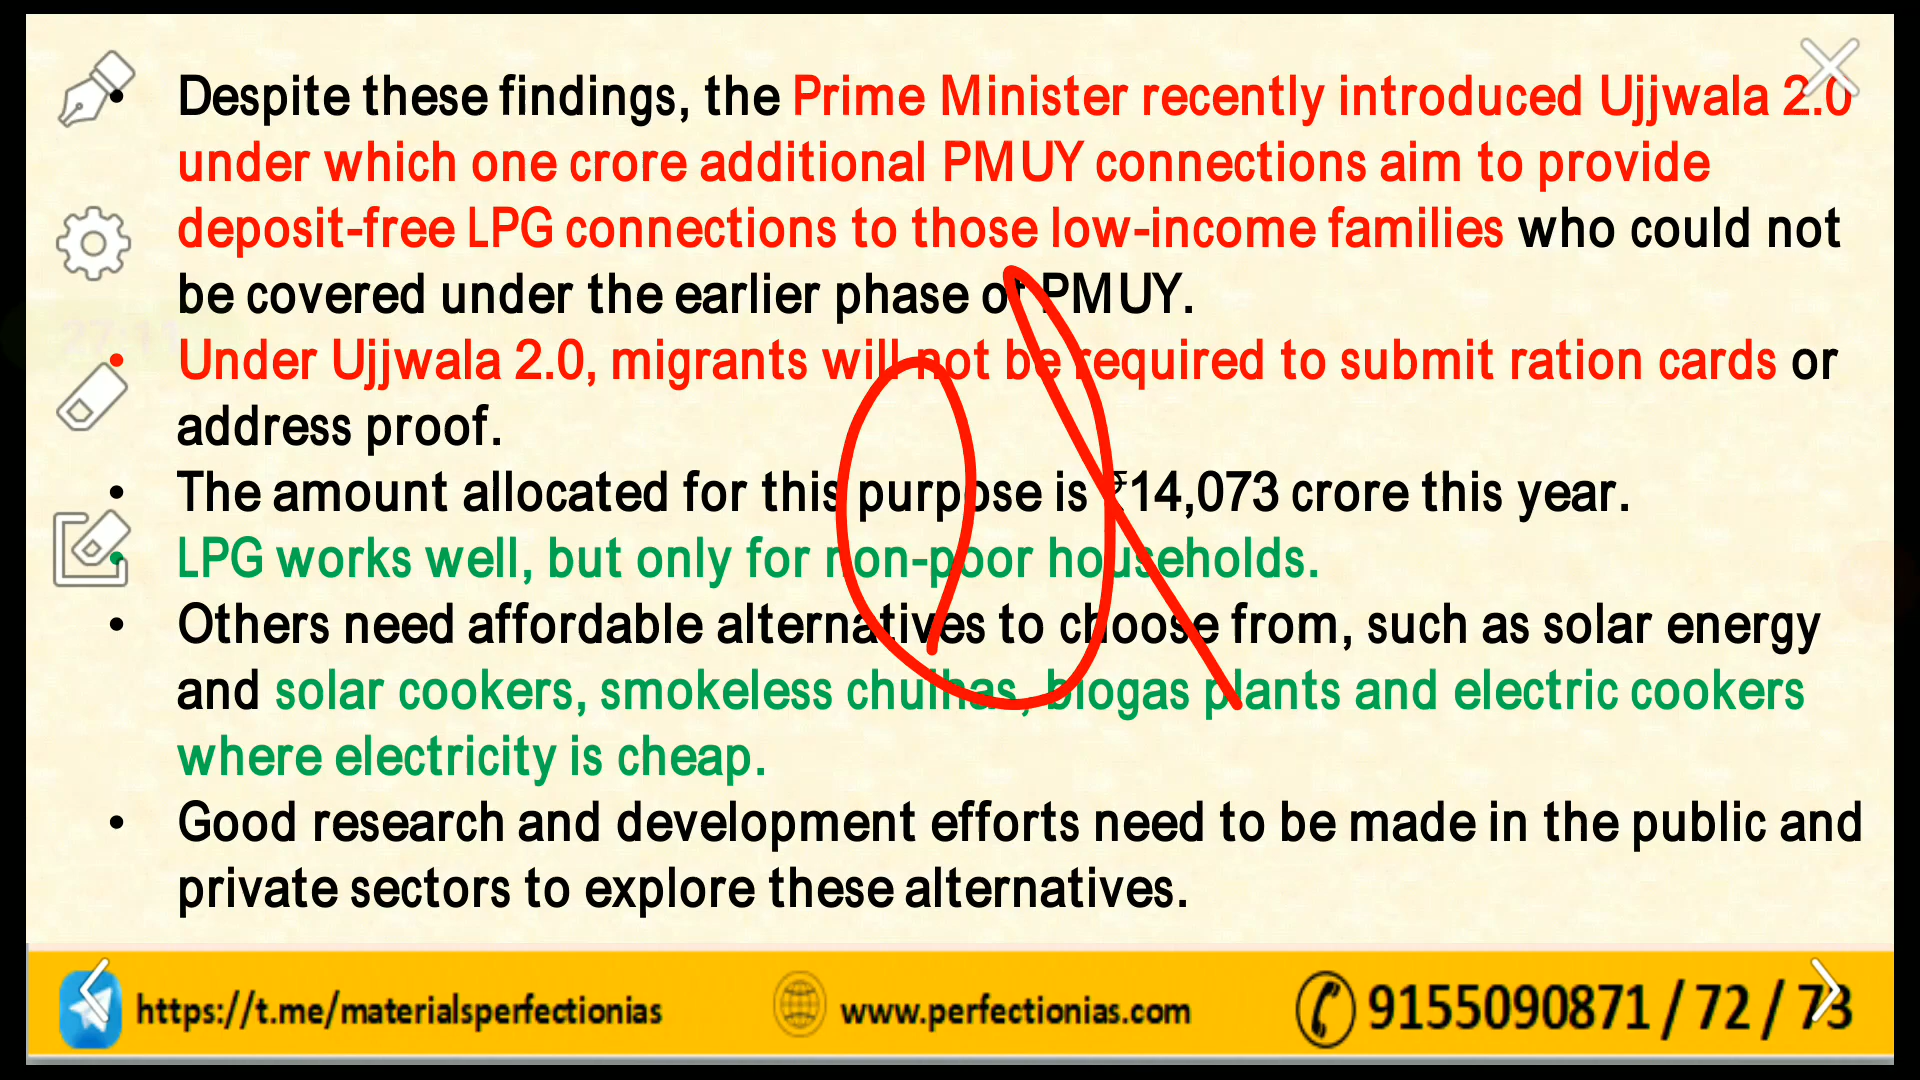 • Despite these findings, the Prime Minister recently introduced Ujjwala 2.0
under which one crore additional PMUY connections aim to provide
deposit-free LPG connections to those low-income families who could not
be covered under the earlier phase of PMUY.
• Under Ujjwala 2.0, migrants will not be required to submit ration cards or
address proof.
• The amount allocated for this purpose is ₹14,073 crore this year.
• LPG works well, but only for non-poor households.
• Others need affordable alternatives to choose from, such as solar energy
and solar cookers, smokeless chulhas, biogas plants and electric cookers
where electricity is cheap.
• Good research and development efforts need to be made in the public and
private sectors to explore these alternatives.
https://t.me/materialsperfectionias www.perfectionias.com 9155090871 / 72 / 73